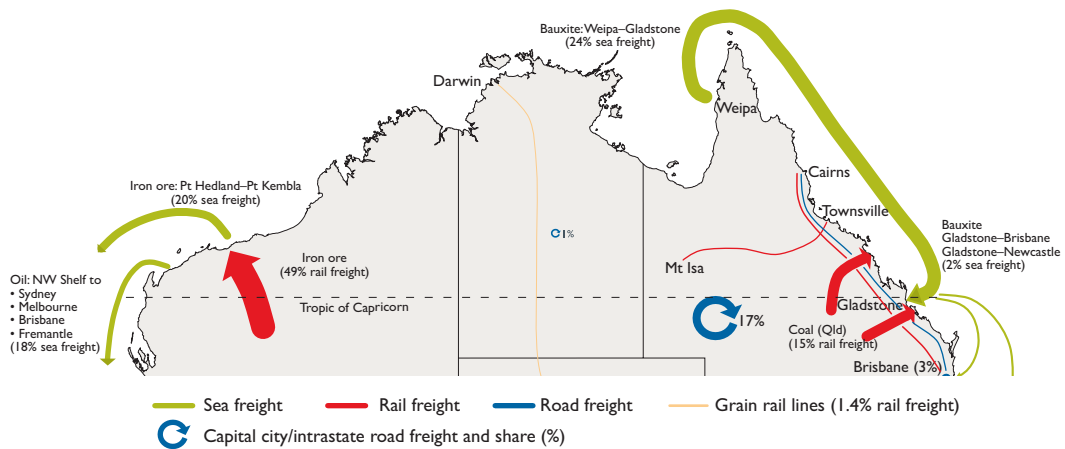 Bauxite: Weipa–Gladstone
(24% sea freight)
Darwin
Weipa
Cairns
Iron ore: Pt Hedland–Pt Kembla
(20% sea freight)
Townsville
1%
Bauxite
Gladstone–Brisbane
Gladstone–Newcastle
(2% sea freight)
Iron ore
(49% rail freight)
Mt Isa
Oil: NW Shelf to
• Sydney
• Melbourne
• Brisbane
• Fremantle
(18% sea freight)
Tropic of Capricorn
Gladstone
17%
Coal (Qld)
(15% rail freight)
Brisbane (3%)
Sea freight
Rail freight
Road freight
Grain rail lines (1.4% rail freight)
Capital city/intrastate road freight and share (%)